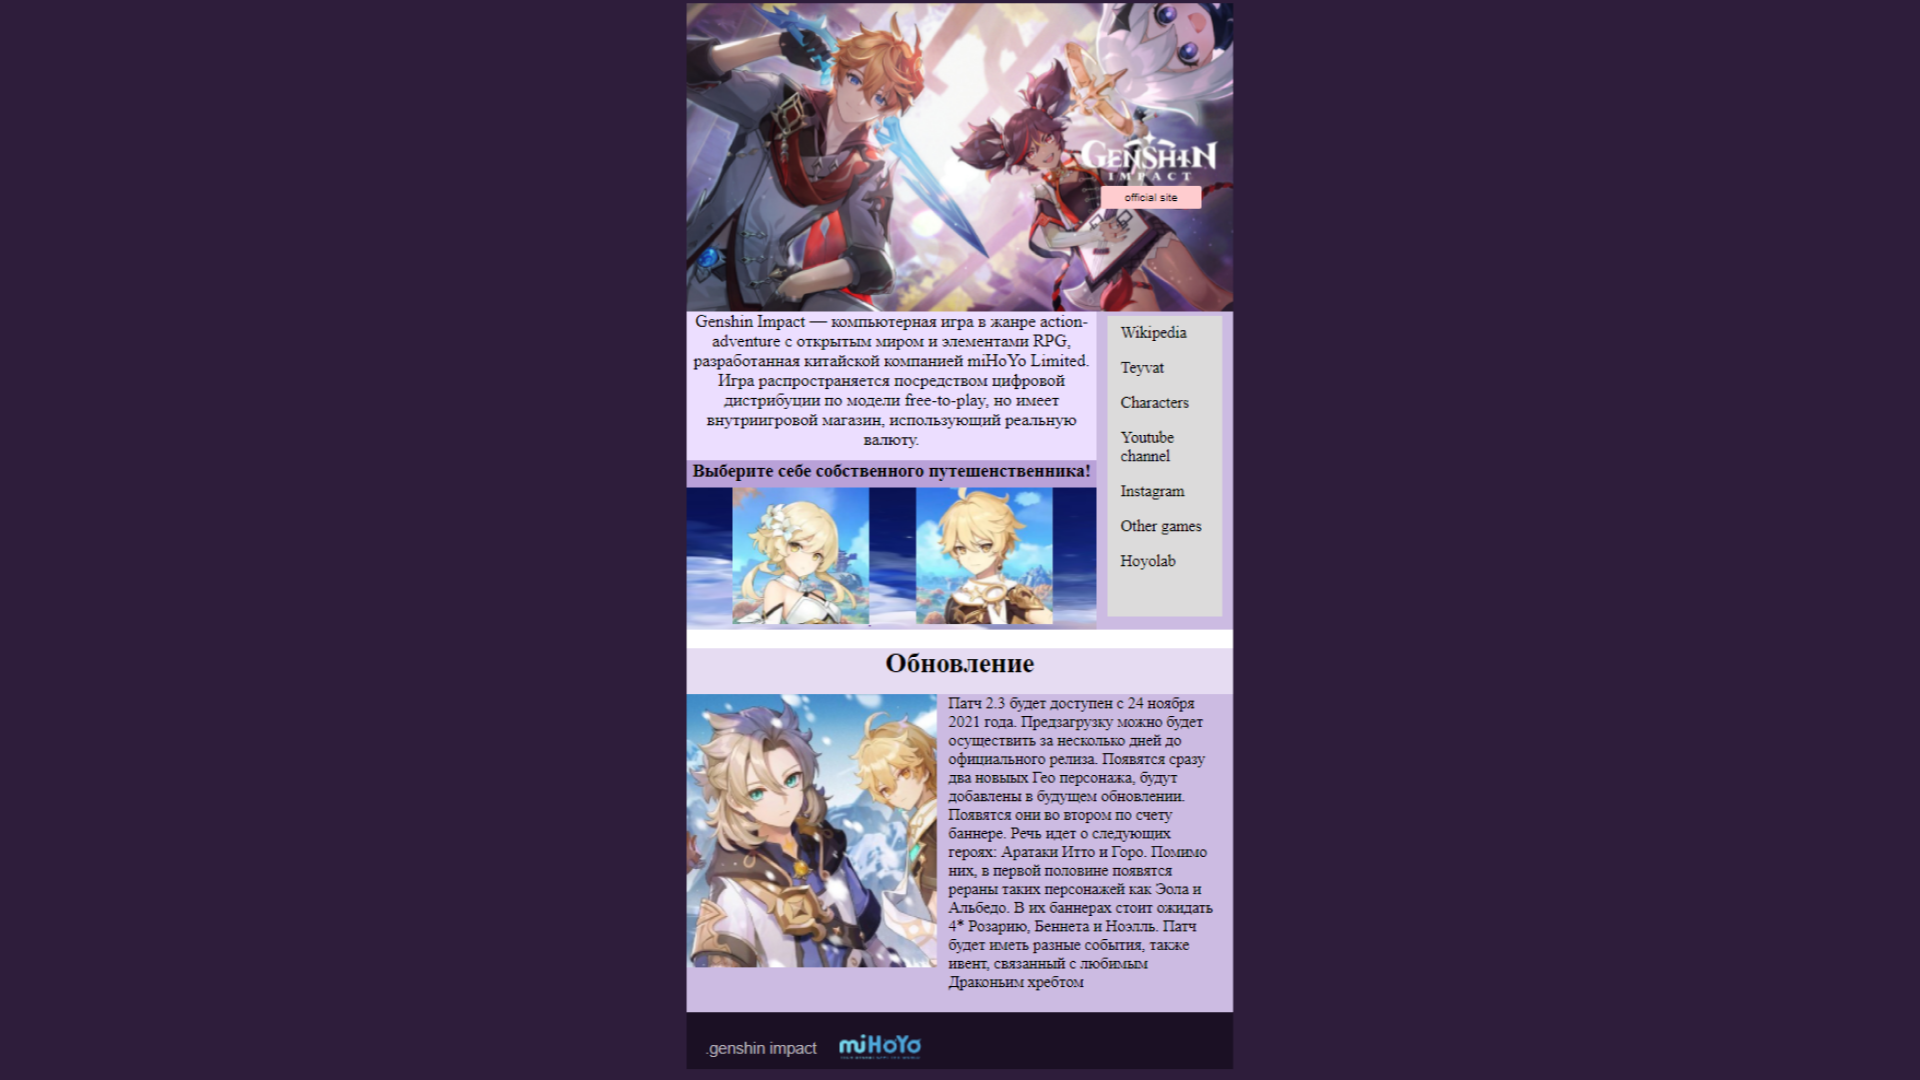 GENSHIN
IMPACT
official site
Genshin Impact — компьютерная игра в жанре action-
adventure с открытым миром и элементами RPG,
разработанная китайской компанией miHoYo Limited.
Игра распространяется посредством цифровой
дистрибуции по модели free-to-play, но имеет
внутриигровой магазин, использующий реальную
валюту.
Выберите себе собственного путешенственника!
Wikipedia
Teyvat
Characters
Youtube
channel
Instagram
Other games
Hoyolab
Обновление
Патч 2.3 будет доступен с 24 ноября
2021 года. Предзагрузку можно будет
осуществить за несколько дней до
официального релиза. Появятся сразу
два новыых Гео персонажа, будут
добавлены в будущем обновлении.
Появятся они во втором по счету
баннере. Речь идет о следующих
героях: Аратаки Итто и Горо. Помимо
них, в первой половине появятся
рераны таких персонажей как Эола и
Альбедо. В их баннерах стоит ожидать
4* Розарию, Беннета и Ноэлль. Патч
будет иметь разные события, также
ивент, связанный с любимым
Драконьим хребтом
.genshin impact
miHoYo